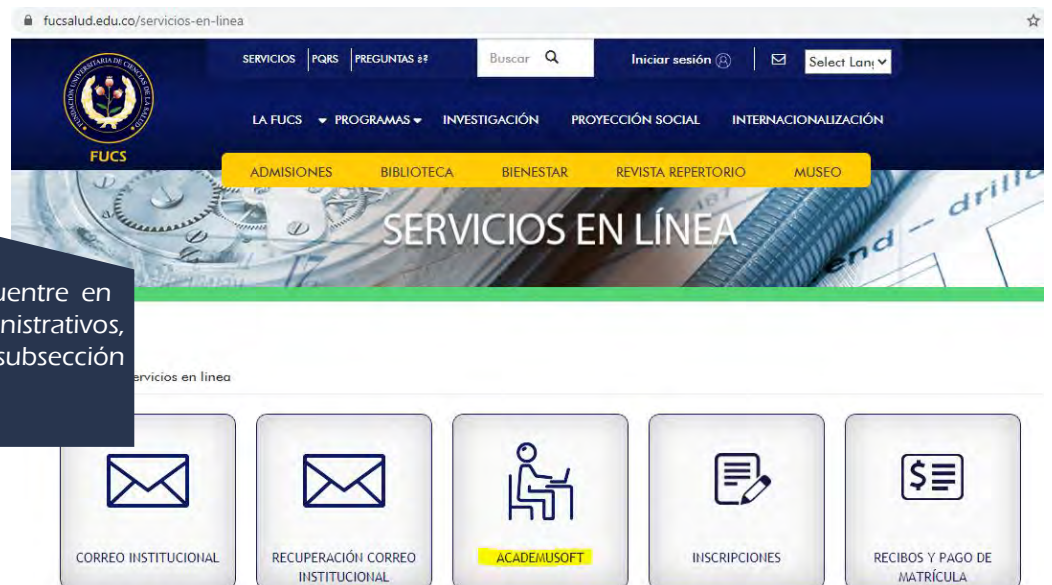 fucsalud.edu.co/servicios-en-linea
SERVICIOS PQRS PREGUNTAS
Buscar
Iniciar sesión
Select Lang
LA FUCS PROGRAMAS INVESTIGACIÓN PROYECCIÓN SOCIAL INTERNACIONALIZACIÓN
FUCS
ADMISIONES BIBLIOTECA BIENESTAR REVISTA REPERTORIO MUSEO
SERVICIOS EN LÍNEA
uentre en
nistrativos,
subsección
ervicios en linea
CORREO INSTITUCIONAL
RECUPERACIÓN CORREO
INSTITUCIONAL
ACADEMUSOFT
INSCRIPCIONES
RECIBOS Y PAGO DE
MATRÍCULA